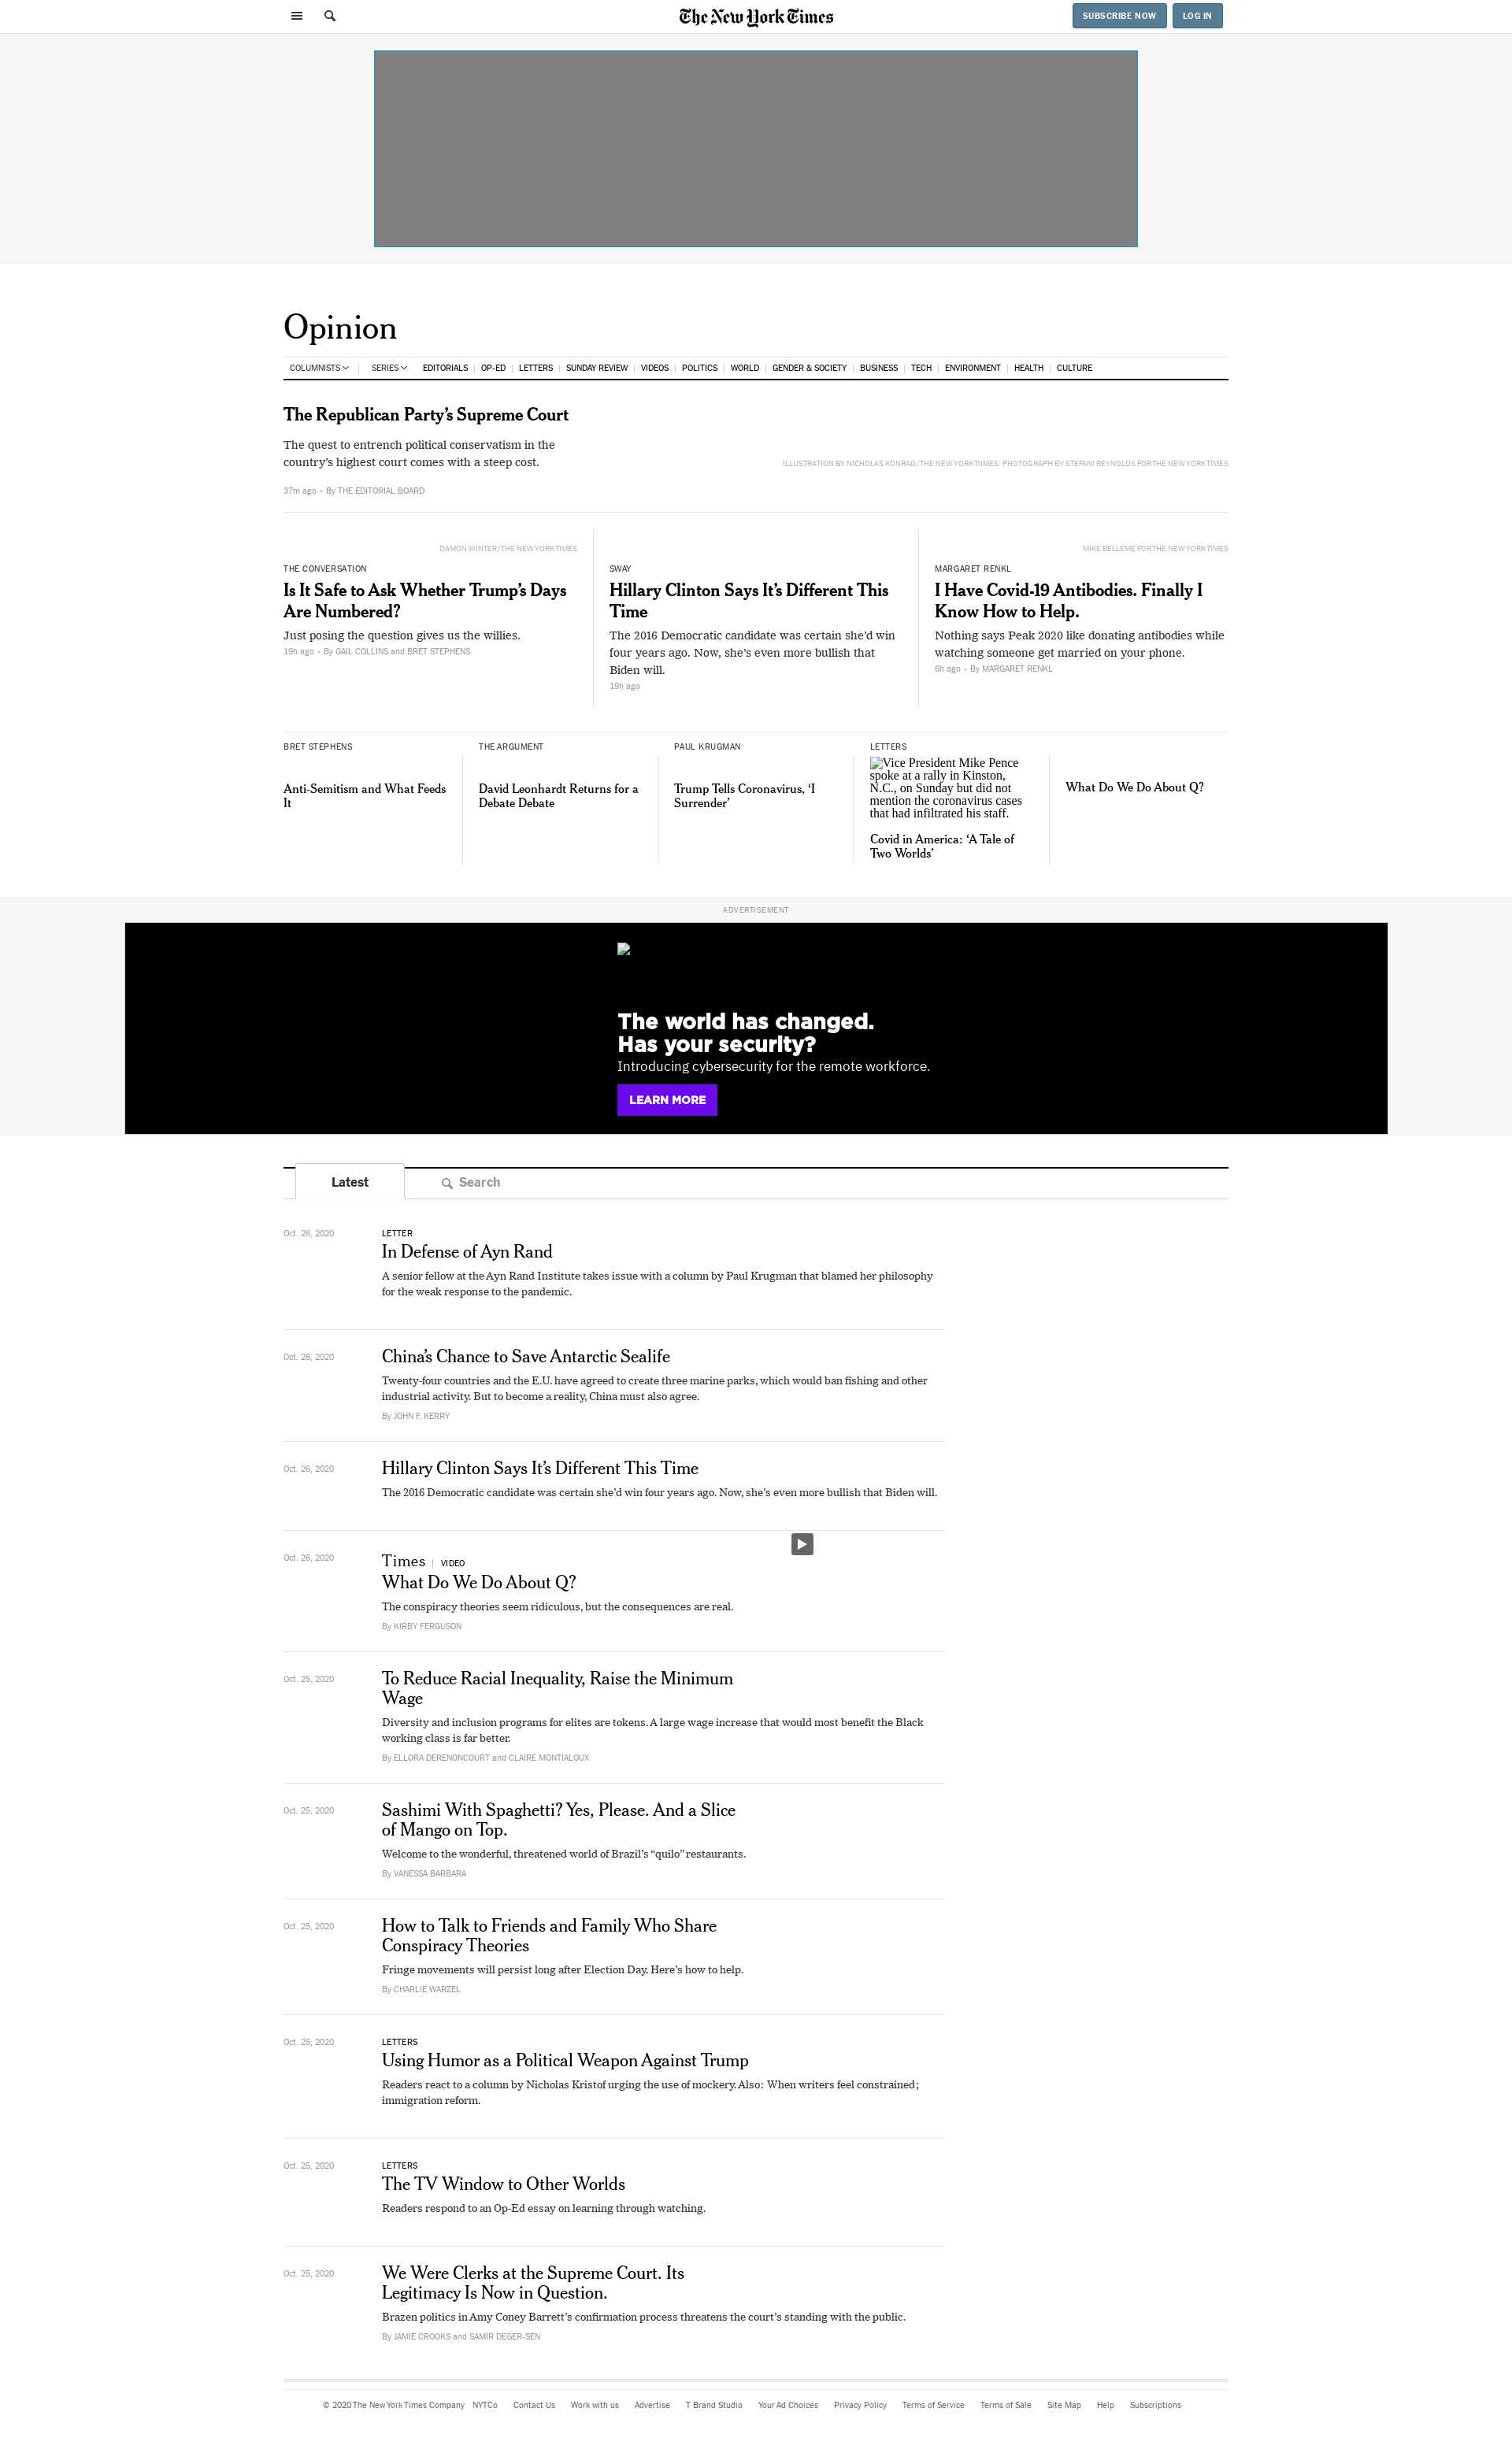 The New York Times
SUBSCRIBE NOW
LOG IN
Opinion
COLUMNISTS
SERIES
EDITORIALS
OP-ED
LETTERS
SUNDAY REVIEW
VIDEOS
POLITICS
WORLD
GENDER & SOCIETY
BUSINESS
TECH
ENVIRONMENT
HEALTH
CULTURE
The Republican Party’s Supreme Court
The quest to entrench political conservatism in the
country’s highest court comes with a steep cost.
ILLUSTRATION BY NICHOLAS KONRAD/THE NEW YORK TIIMES; PHOTOGRAPH BY STEFANI REYNOLDS FOR THE NEW YORK TIMES
37m ago • By THE EDITORIAL BOARD
DAMON WINTER/THE NEW YORK TIMES
THE CONVERSATION
Is It Safe to Ask Whether Trump’s Days
Are Numbered?
Just posing the question gives us the willies.
19h ago • By GAIL COLLINS and BRET STEPHENS
SWAY
Hillary Clinton Says It’s Different This
Time
The 2016 Democratic candidate was certain she’d win
four years ago. Now, she’s even more bullish that
Biden will.
19h ago
MIKE BELLEME FOR THE NEW YORK TIMES
MARGARET RENKL
I Have Covid-19 Antibodies. Finally I
Know How to Help.
Nothing says Peak 2020 like donating antibodies while
watching someone get married on your phone.
6h ago • By MARGARET RENKL
BRET STEPHENS
Anti-Semitism and What Feeds
It
THE ARGUMENT
David Leonhardt Returns for a
Debate Debate
PAUL KRUGMAN
Trump Tells Coronavirus, ‘I
Surrender’
LETTERS
Vice President Mike Pence
spoke at a rally in Kinston,
N.C., on Sunday but did not
mention the coronavirus cases
that had infiltrated his staff.
Covid in America: ‘A Tale of
Two Worlds’
What Do We Do About Q?
ADVERTISEMENT
The world has changed.
Has your security?
Introducing cybersecurity for the remote workforce.
LEARN MORE
Latest
Search
Oct. 26, 2020
LETTER
In Defense of Ayn Rand
A senior fellow at the Ayn Rand Institute takes issue with a column by Paul Krugman that blamed her philosophy
for the weak response to the pandemic.
Oct. 26, 2020
China’s Chance to Save Antarctic Sealife
Twenty-four countries and the E.U. have agreed to create three marine parks, which would ban fishing and other
industrial activity. But to become a reality, China must also agree.
By JOHN F. KERRY
Oct. 26, 2020
Hillary Clinton Says It’s Different This Time
The 2016 Democratic candidate was certain she’d win four years ago. Now, she’s even more bullish that Biden will.
Oct. 26, 2020
Times | VIDEO
What Do We Do About Q?
The conspiracy theories seem ridiculous, but the consequences are real.
By KIRBY FERGUSON
Oct. 25, 2020
To Reduce Racial Inequality, Raise the Minimum
Wage
Diversity and inclusion programs for elites are tokens. A large wage increase that would most benefit the Black
working class is far better.
By ELLORA DERENONCOURT and CLAIRE MONTIALOUX
Oct. 25, 2020
Sashimi With Spaghetti? Yes, Please. And a Slice
of Mango on Top.
Welcome to the wonderful, threatened world of Brazil’s “quilo” restaurants.
By VANESSA BARBARA
Oct. 25, 2020
How to Talk to Friends and Family Who Share
Conspiracy Theories
Fringe movements will persist long after Election Day. Here’s how to help.
By CHARLIE WARZEL
Oct. 25, 2020
LETTERS
Using Humor as a Political Weapon Against Trump
Readers react to a column by Nicholas Kristof urging the use of mockery. Also: When writers feel constrained;
immigration reform.
Oct. 25, 2020
LETTERS
The TV Window to Other Worlds
Readers respond to an Op-Ed essay on learning through watching.
Oct. 25, 2020
We Were Clerks at the Supreme Court. Its
Legitimacy Is Now in Question.
Brazen politics in Amy Coney Barrett’s confirmation process threatens the court’s standing with the public.
By JAMIE CROOKS and SAMIR DEGER-SEN
© 2020 The New York Times Company
NYTCo
Contact Us
Work with us
Advertise
T Brand Studio
Your Ad Choices
Privacy Policy
Terms of Service
Terms of Sale
Site Map
Help
Subscriptions